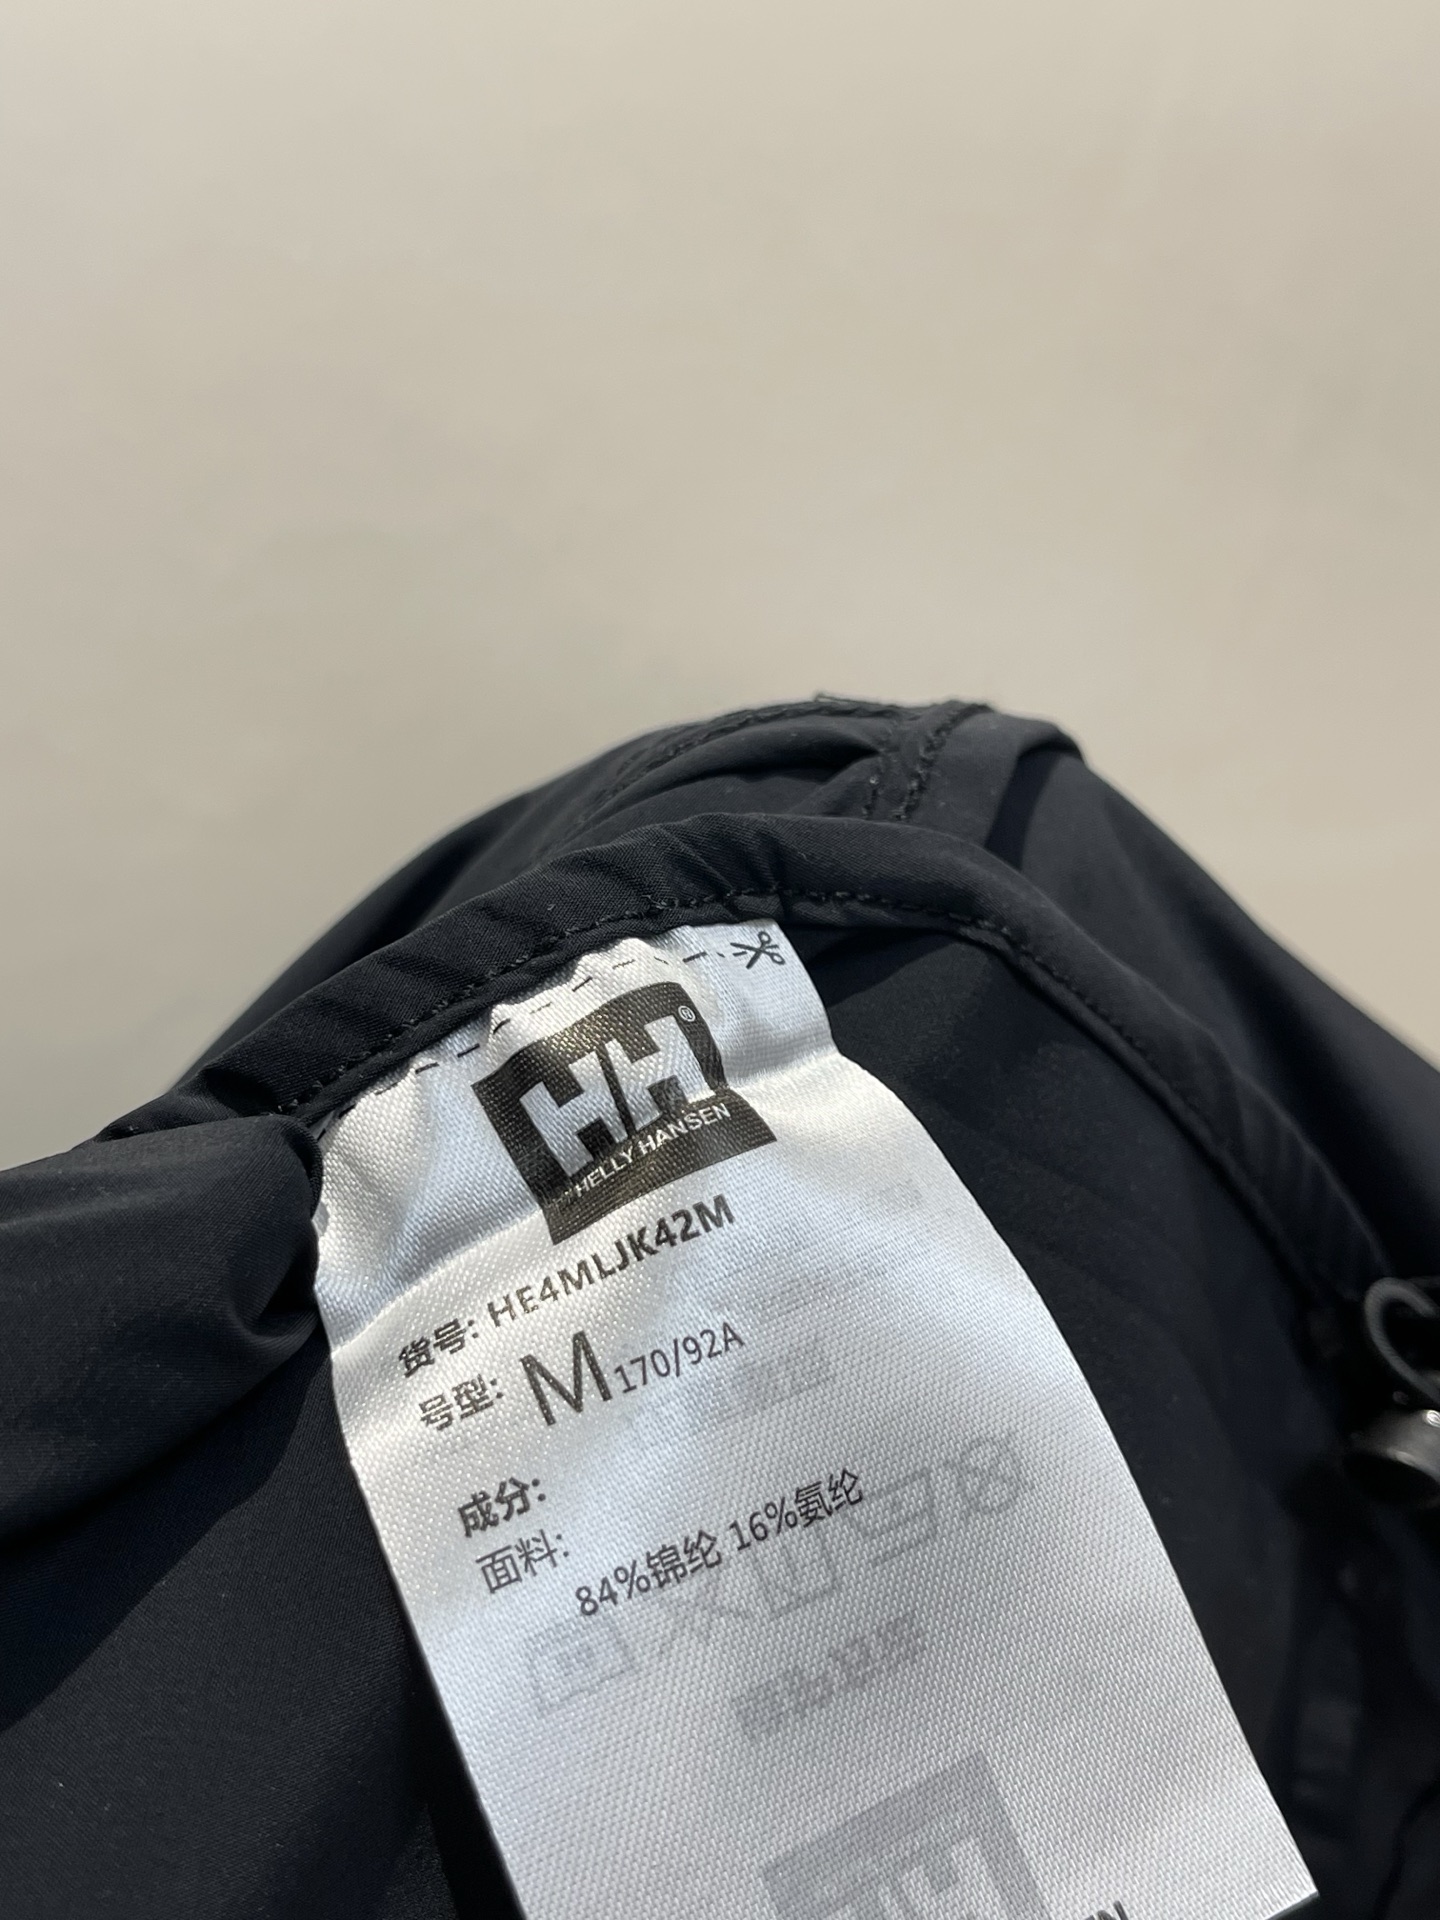 HH®
HELLY HANSEN
货号: HE4MLJK42M
号型: M 170/92A
成分:
面料:
84%锦纶 16%氨纶